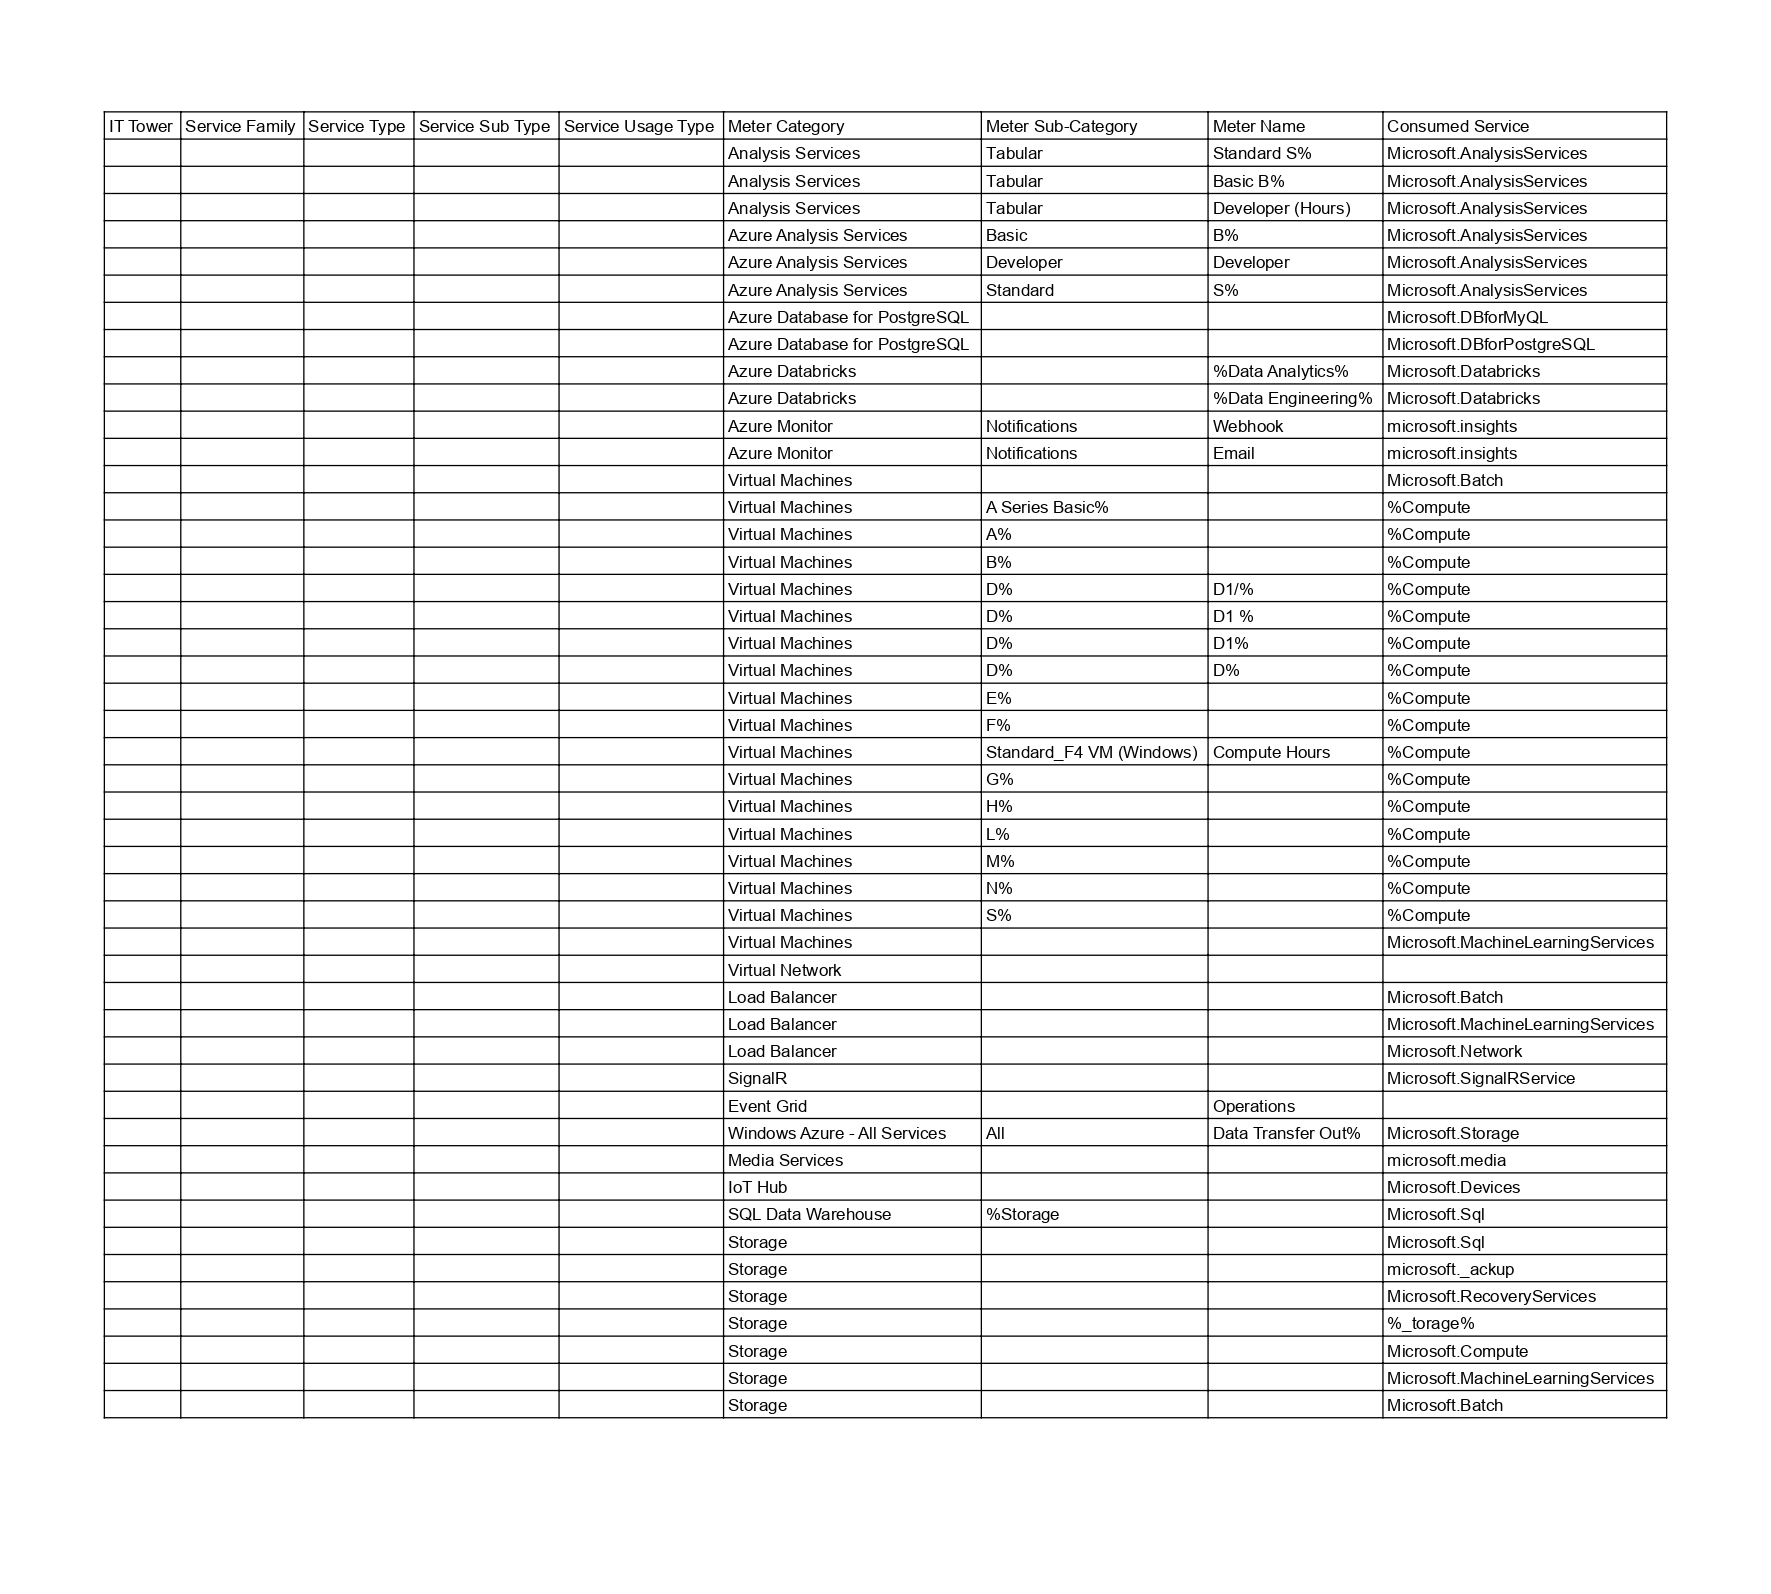 IT Tower Service Family Service Type Service Sub Type Service Usage Type Meter Category Meter Sub-Category Meter Name Consumed Service
Analysis Services Tabular Standard S% Microsoft.AnalysisServices
Analysis Services Tabular Basic B% Microsoft.AnalysisServices
Analysis Services Tabular Developer (Hours) Microsoft.AnalysisServices
Azure Analysis Services Basic B% Microsoft.AnalysisServices
Azure Analysis Services Developer Developer Microsoft.AnalysisServices
Azure Analysis Services Standard S% Microsoft.AnalysisServices
Azure Database for PostgreSQL Microsoft.DBforMyQL
Azure Database for PostgreSQL Microsoft.DBforPostgreSQL
Azure Databricks %Data Analytics% Microsoft.Databricks
Azure Databricks %Data Engineering% Microsoft.Databricks
Azure Monitor Notifications Webhook microsoft.insights
Azure Monitor Notifications Email microsoft.insights
Virtual Machines Microsoft.Batch
Virtual Machines A Series Basic% %Compute
Virtual Machines A% %Compute
Virtual Machines B% %Compute
Virtual Machines D% D1/% %Compute
Virtual Machines D% D1 % %Compute
Virtual Machines D% D1% %Compute
Virtual Machines D% D% %Compute
Virtual Machines E% %Compute
Virtual Machines F% %Compute
Virtual Machines Standard_F4 VM (Windows) Compute Hours %Compute
Virtual Machines G% %Compute
Virtual Machines H% %Compute
Virtual Machines L% %Compute
Virtual Machines M% %Compute
Virtual Machines N% %Compute
Virtual Machines S% %Compute
Virtual Machines Microsoft.MachineLearningServices
Virtual Network
Load Balancer Microsoft.Batch
Load Balancer Microsoft.MachineLearningServices
Load Balancer Microsoft.Network
SignalR Microsoft.SignalRService
Event Grid Operations
Windows Azure - All Services All Data Transfer Out% Microsoft.Storage
Media Services microsoft.media
IoT Hub Microsoft.Devices
SQL Data Warehouse %Storage Microsoft.Sql
Storage Microsoft.Sql
Storage microsoft._ackup
Storage Microsoft.RecoveryServices
Storage %_torage%
Storage Microsoft.Compute
Storage Microsoft.MachineLearningServices
Storage Microsoft.Batch